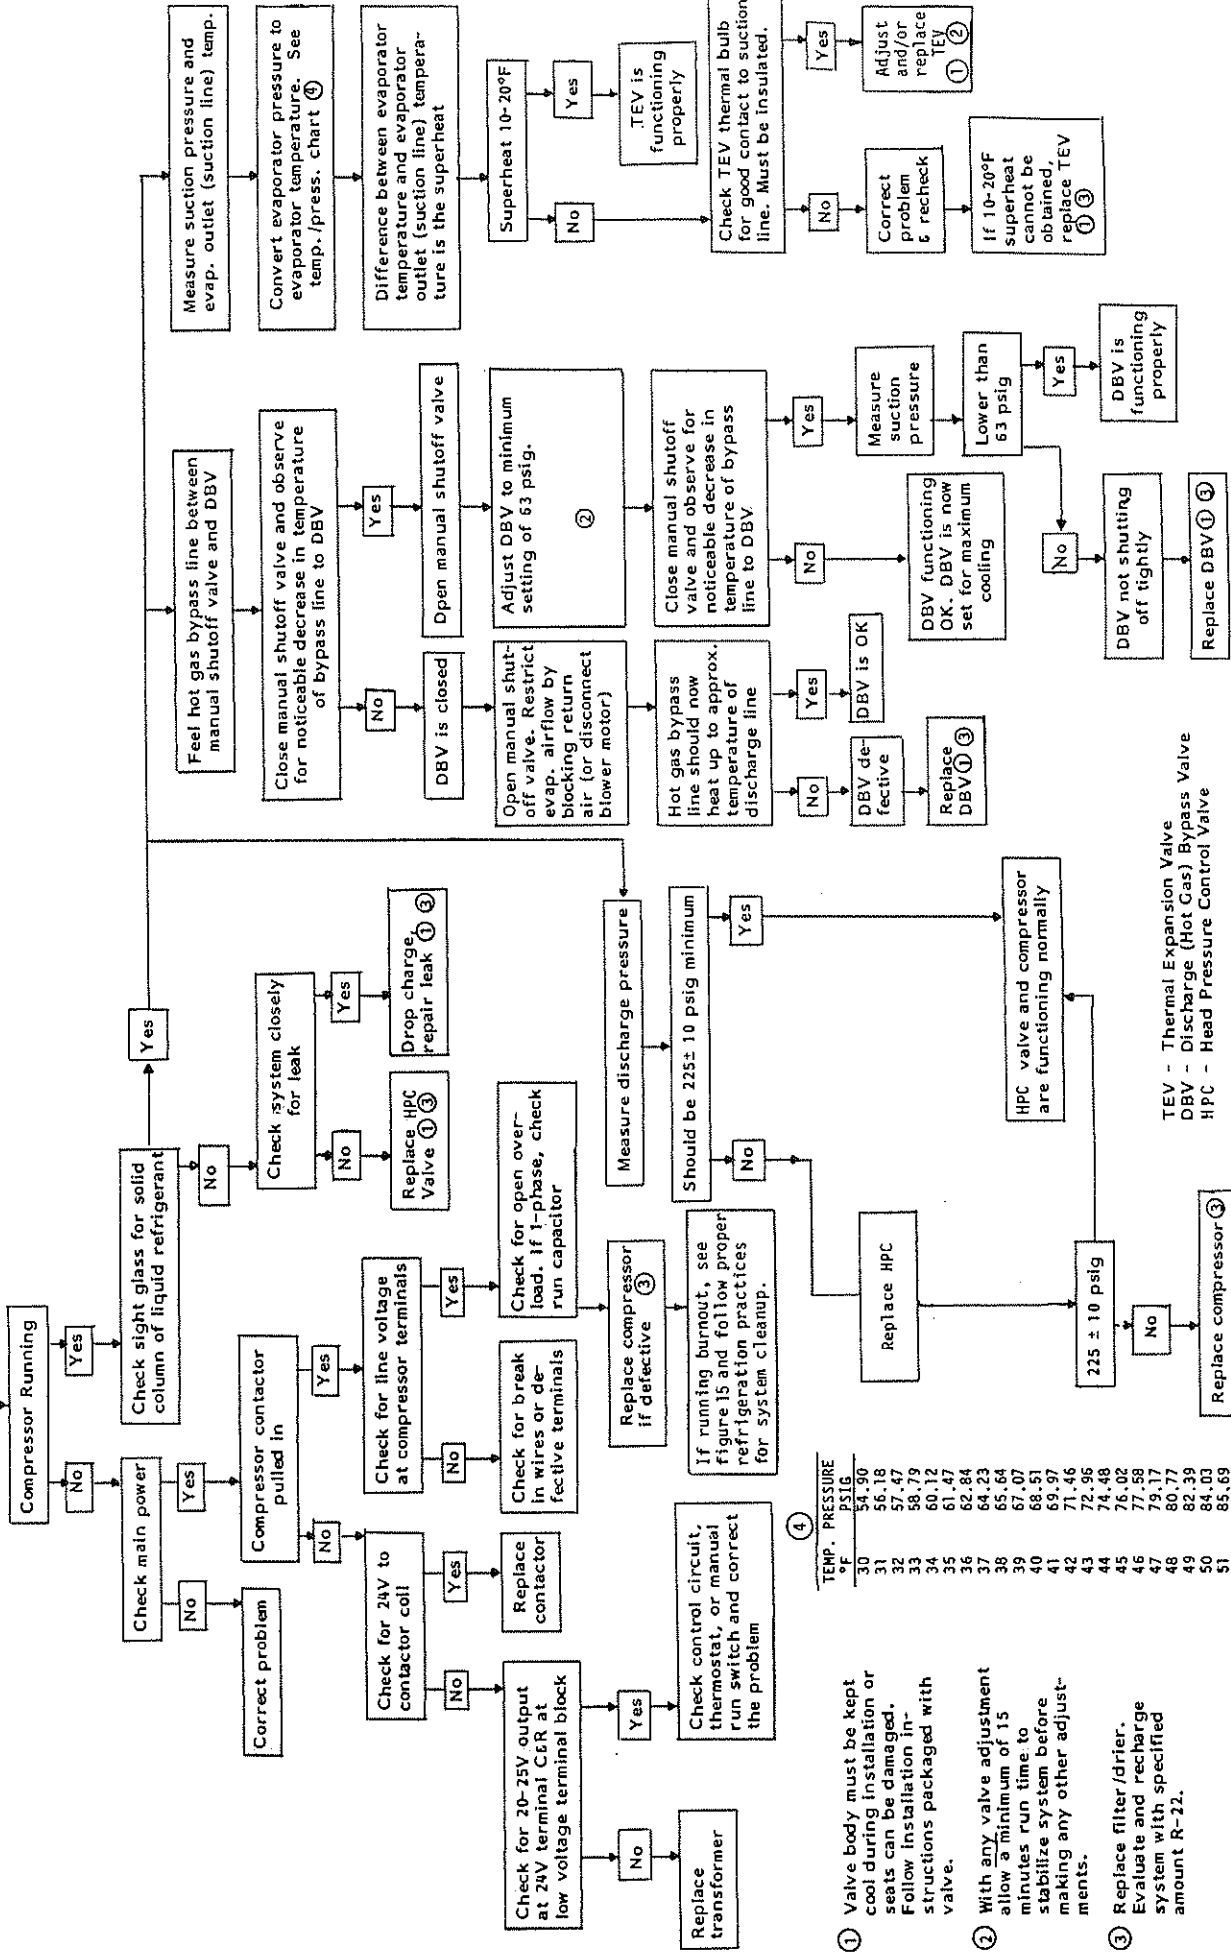 Compressor Running
No
Yes
Check main power
No
Yes
Correct problem
Compressor contactor
pulled in
No
Yes
Check for 24V to
contactor coil
No
Yes
Replace
contactor
Check for 20-25V output
at 24V terminal C&R at
low voltage terminal block
No
Yes
Replace
transformer
Check control circuit,
thermostat, or manual
run switch and correct
the problem
Check for line voltage
at compressor terminals
No
Yes
Check for break
in wires or de-
fective terminals
Check for open over-
load. If 1-phase, check
run capacitor
Replace compressor
if defective ③
If running burnout, see
figure 15 and follow proper
refrigeration practices
for system cleanup.
Check sight glass for solid
column of liquid refrigerant
No
Yes
Check system closely
for leak
No
Yes
Replace HPC
Valve ① ③
Drop charge,
repair leak ① ③
Measure discharge pressure
Should be 225± 10 psig minimum
No
Yes
Replace HPC
225 ± 10 psig
No
Replace compressor ③
HPC valve and compressor
are functioning normally
Feel hot gas bypass line between
manual shutoff valve and DBV
Close manual shutoff valve and observe
for noticeable decrease in temperature
of bypass line to DBV
No
Yes
DBV is closed
Open manual shut-
off valve. Restrict
evap. airflow by
blocking return
air (or disconnect
blower motor)
Hot gas bypass
line should now
heat up to approx.
temperature of
discharge line
No
Yes
DBV de-
fective
DBV is OK
Replace
DBV ① ③
Open manual shutoff valve
Adjust DBV to minimum
setting of 63 psig.
②
Close manual shutoff
valve and observe for
noticeable decrease in
temperature of bypass
line to DBV
No
Yes
DBV functioning
OK. DBV is now
set for maximum
cooling
Measure
suction
pressure
Lower than
63 psig
No
Yes
DBV not shutting
off tightly
Replace DBV ① ③
DBV is
functioning
properly
Measure suction pressure and
evap. outlet (suction line) temp.
Convert evaporator pressure to
evaporator temperature. See
temp./press. chart ④
Difference between evaporator
temperature and evaporator
outlet (suction line) tempera-
ture is the superheat
Superheat 10-20°F
No
Yes
TEV is
functioning
properly
Check TEV thermal bulb
for good contact to suction
line. Must be insulated.
No
Yes
Correct
problem
& recheck
If 10-20°F
superheat
cannot be
obtained,
replace TEV
① ③
Adjust
and/or
replace
TEV
① ②
① Valve body must be kept
cool during installation or
seats can be damaged.
Follow installation in-
structions packaged with
valve.
② With any valve adjustment
allow a minimum of 15
minutes run time to
stabilize system before
making any other adjust-
ments.
③ Replace filter/drier.
Evaluate and recharge
system with specified
amount R-22.
④
TEMP. PRESSURE
°F PSIG
30 54.90
31 56.18
32 57.47
33 58.79
34 60.12
35 61.47
36 62.84
37 64.23
38 65.64
39 67.07
40 68.51
41 69.97
42 71.46
43 72.96
44 74.48
45 76.02
46 77.58
47 79.17
48 80.77
49 82.39
50 84.03
51 85.69
TEV - Thermal Expansion Valve
DBV - Discharge (Hot Gas) Bypass Valve
HPC - Head Pressure Control Valve